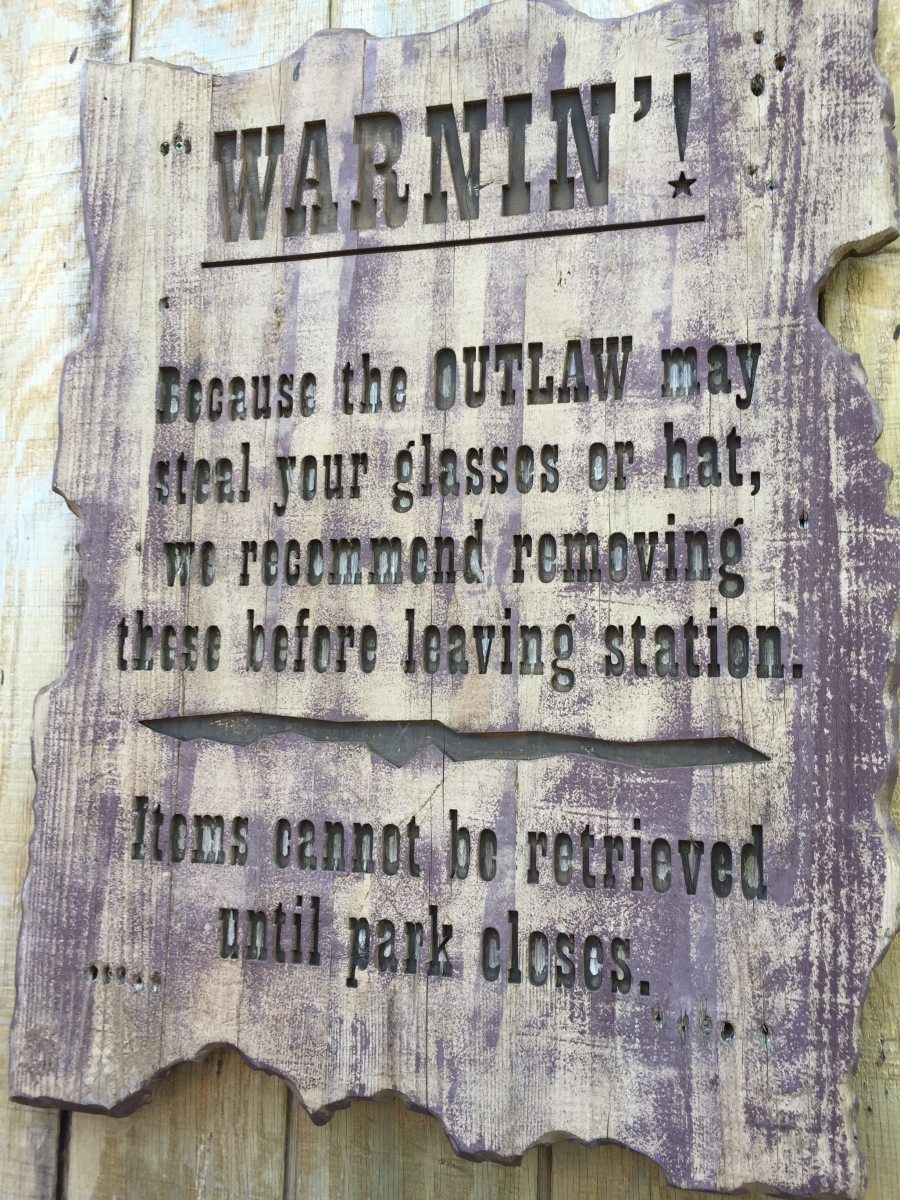 WARNIN'!
Because the OUTLAW may
steal your glasses or hat,
we recommend removing
these before leaving station.
Items cannot be retrieved
until park closes.